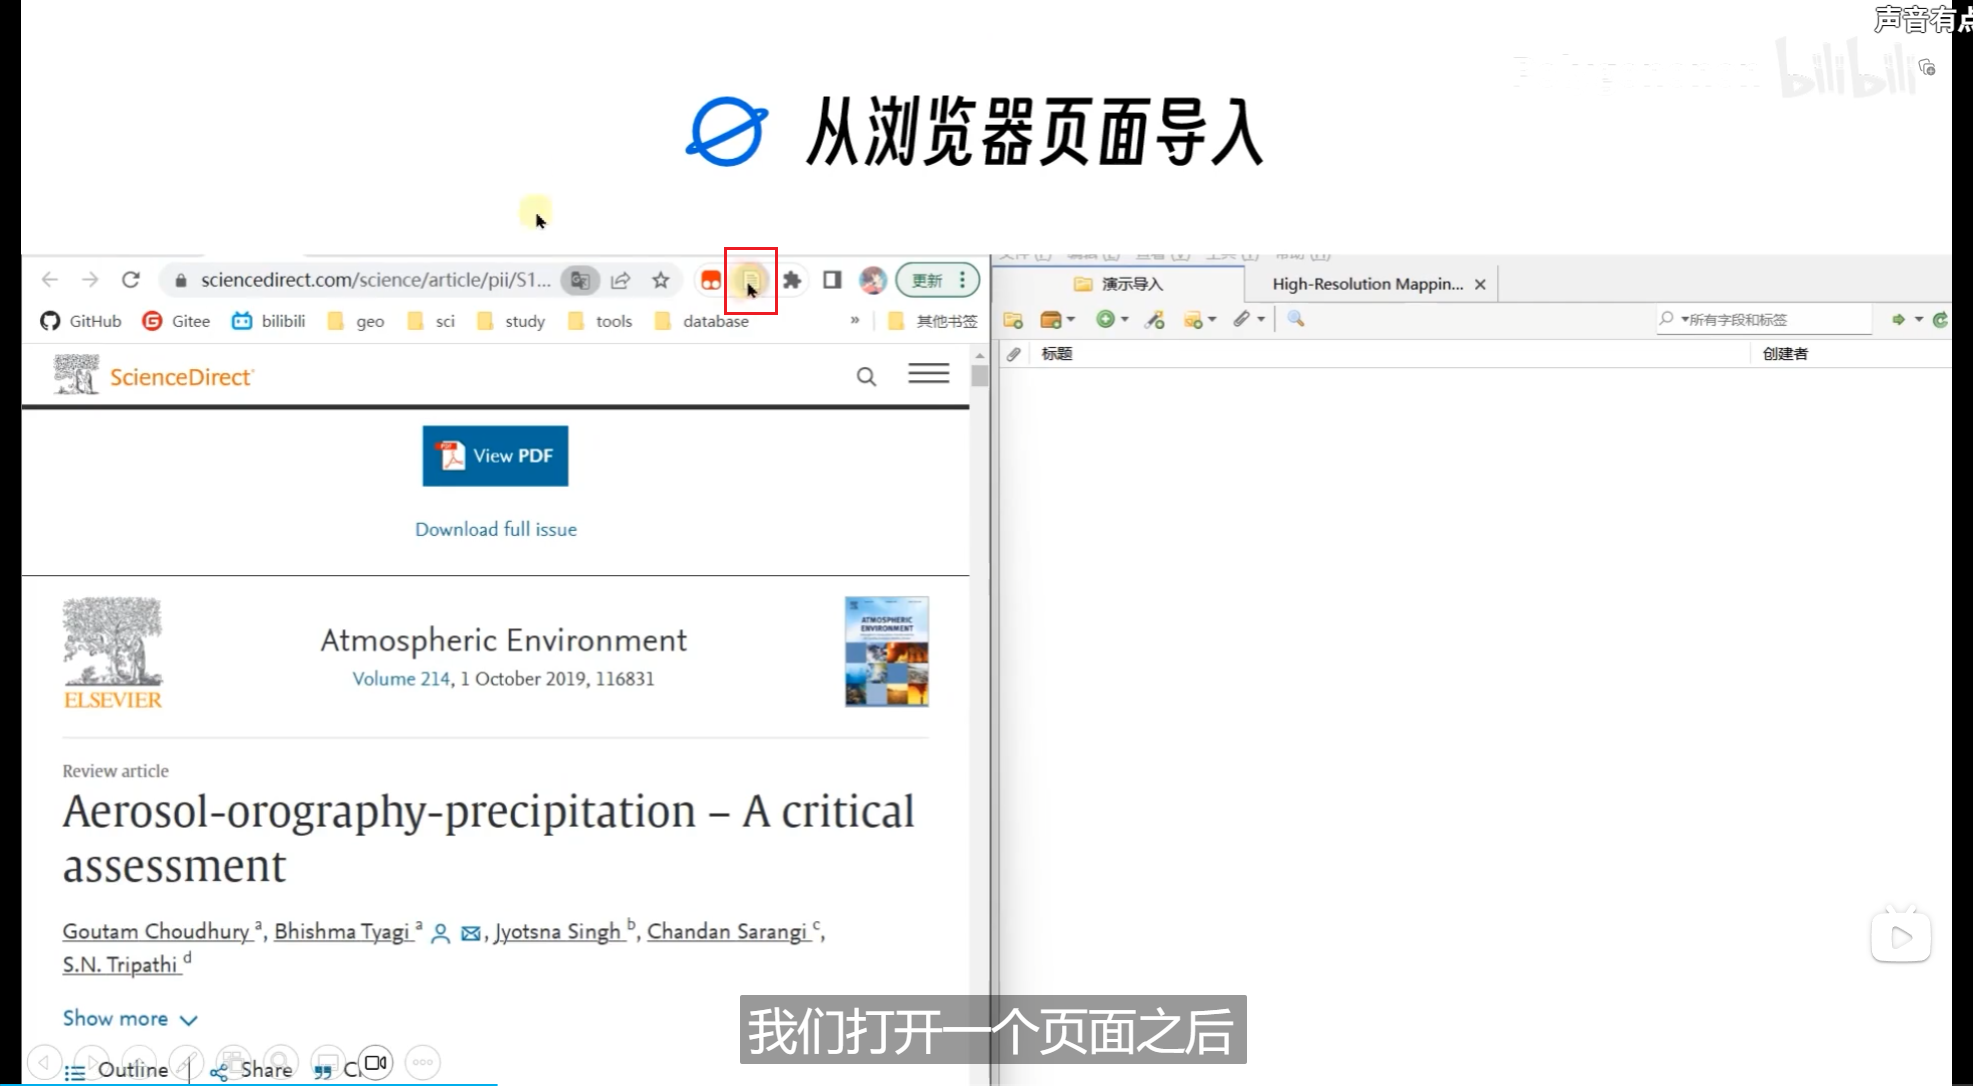 声音有点
bilibili
从浏览器页面导入
sciencedirect.com/science/article/pii/S1...
更新
GitHub
Gitee
bilibili
geo
sci
study
tools
database
»
其他书签
演示导入
High-Resolution Mappin...
所有字段和标签
标题
创建者
ScienceDirect
View PDF
Download full issue
ELSEVIER
Atmospheric Environment
Volume 214, 1 October 2019, 116831
ATMOSPHERIC
ENVIRONMENT
Review article
Aerosol-orography-precipitation – A critical
assessment
Goutam Choudhury a, Bhishma Tyagi a, Jyotsna Singh b, Chandan Sarangi c,
S.N. Tripathi d
Show more
我们打开一个页面之后
Outline
Share